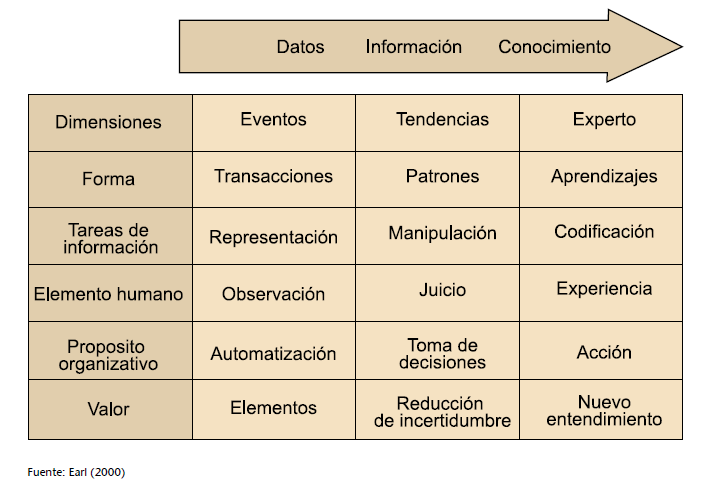 Datos Información Conocimiento
Dimensiones Eventos Tendencias Experto
Forma Transacciones Patrones Aprendizajes
Tareas de
información
Representación Manipulación Codificación
Elemento humano Observación Juicio Experiencia
Proposito
organizativo
Automatización
Toma de
decisiones
Acción
Valor Elementos
Reducción
de incertidumbre
Nuevo
entendimiento
Fuente: Earl (2000)